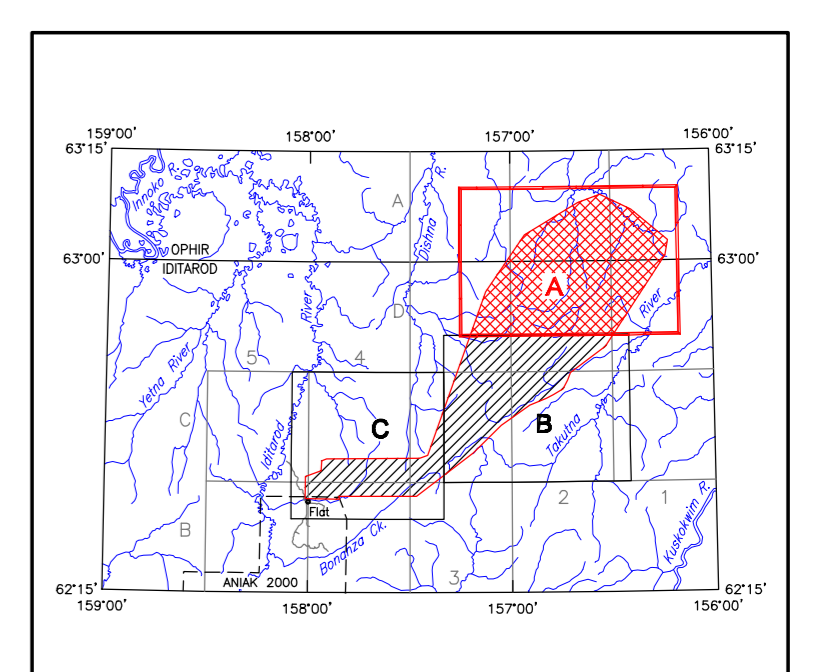 159°00'
158°00'
157°00'
156°00'
63°15'
63°15'
Innoko R.
A
Dishna R.
OPHIR
63°00'
63°00'
IDITAROD
A
River
D
River
5
4
Yetna River
C
C
B
Takutna
Iditarod
2
1
Flat
B
Bonanza Ck.
Kuskokwim R.
ANIAK 2000
3
62°15'
62°15'
159°00'
158°00'
157°00'
156°00'